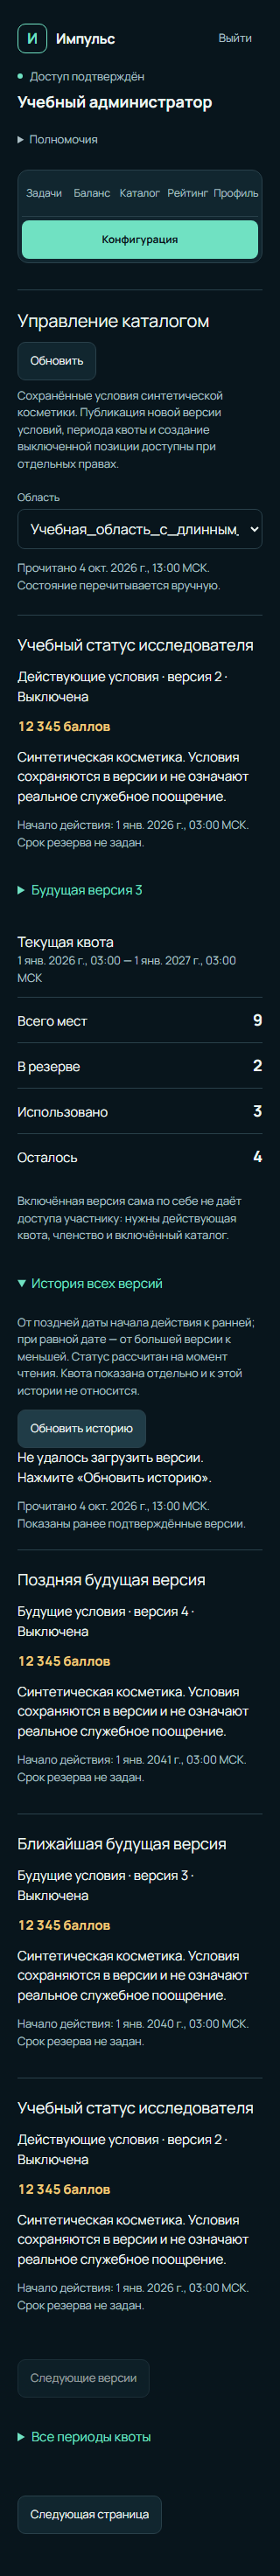 И Импульс Выйти
Доступ подтверждён
Учебный администратор
Полномочия
Задачи Баланс Каталог Рейтинг Профиль
Конфигурация
Управление каталогом
Обновить
Сохранённые условия синтетической
косметики. Публикация новой версии
условий, периода квоты и создание
выключенной позиции доступны при
отдельных правах.
Область
Учебная_область_с_длинным_
Прочитано 4 окт. 2026 г., 13:00 МСК.
Состояние перечитывается вручную.
Учебный статус исследователя
Действующие условия · версия 2 ·
Выключена
12 345 баллов
Синтетическая косметика. Условия
сохраняются в версии и не означают
реальное служебное поощрение.
Начало действия: 1 янв. 2026 г., 03:00 МСК.
Срок резерва не задан.
Будущая версия 3
Текущая квота
1 янв. 2026 г., 03:00 — 1 янв. 2027 г., 03:00
МСК
Всего мест 9
В резерве 2
Использовано 3
Осталось 4
Включённая версия сама по себе не даёт
доступа участнику: нужны действующая
квота, членство и включённый каталог.
История всех версий
От поздней даты начала действия к ранней;
при равной дате — от большей версии к
меньшей. Статус рассчитан на момент
чтения. Квота показана отдельно и к этой
истории не относится.
Обновить историю
Не удалось загрузить версии.
Нажмите «Обновить историю».
Прочитано 4 окт. 2026 г., 13:00 МСК.
Показаны ранее подтверждённые версии.
Поздняя будущая версия
Будущие условия · версия 4 ·
Выключена
12 345 баллов
Синтетическая косметика. Условия
сохраняются в версии и не означают
реальное служебное поощрение.
Начало действия: 1 янв. 2041 г., 03:00 МСК.
Срок резерва не задан.
Ближайшая будущая версия
Будущие условия · версия 3 ·
Выключена
12 345 баллов
Синтетическая косметика. Условия
сохраняются в версии и не означают
реальное служебное поощрение.
Начало действия: 1 янв. 2040 г., 03:00 МСК.
Срок резерва не задан.
Учебный статус исследователя
Действующие условия · версия 2 ·
Выключена
12 345 баллов
Синтетическая косметика. Условия
сохраняются в версии и не означают
реальное служебное поощрение.
Начало действия: 1 янв. 2026 г., 03:00 МСК.
Срок резерва не задан.
Следующие версии
Все периоды квоты
Следующая страница